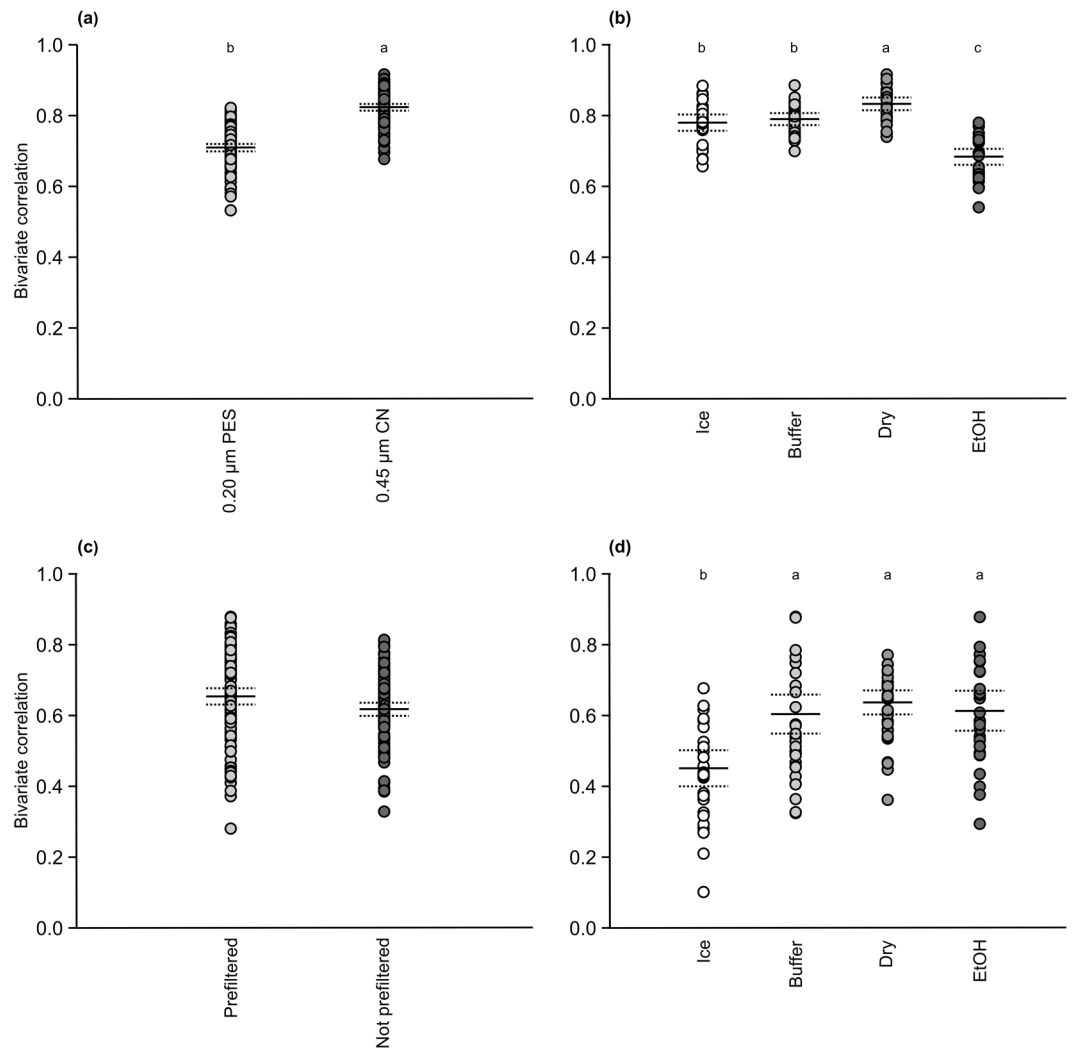 (a)
b
a
1.0
0.8
0.6
0.4
0.2
0.0
Bivariate correlation
0.20 µm PES
0.45 µm CN
(b)
b
b
a
c
1.0
0.8
0.6
0.4
0.2
0.0
Ice
Buffer
Dry
EtOH
(c)
1.0
0.8
0.6
0.4
0.2
0.0
Bivariate correlation
Prefiltered
Not prefiltered
(d)
b
a
a
a
1.0
0.8
0.6
0.4
0.2
0.0
Ice
Buffer
Dry
EtOH